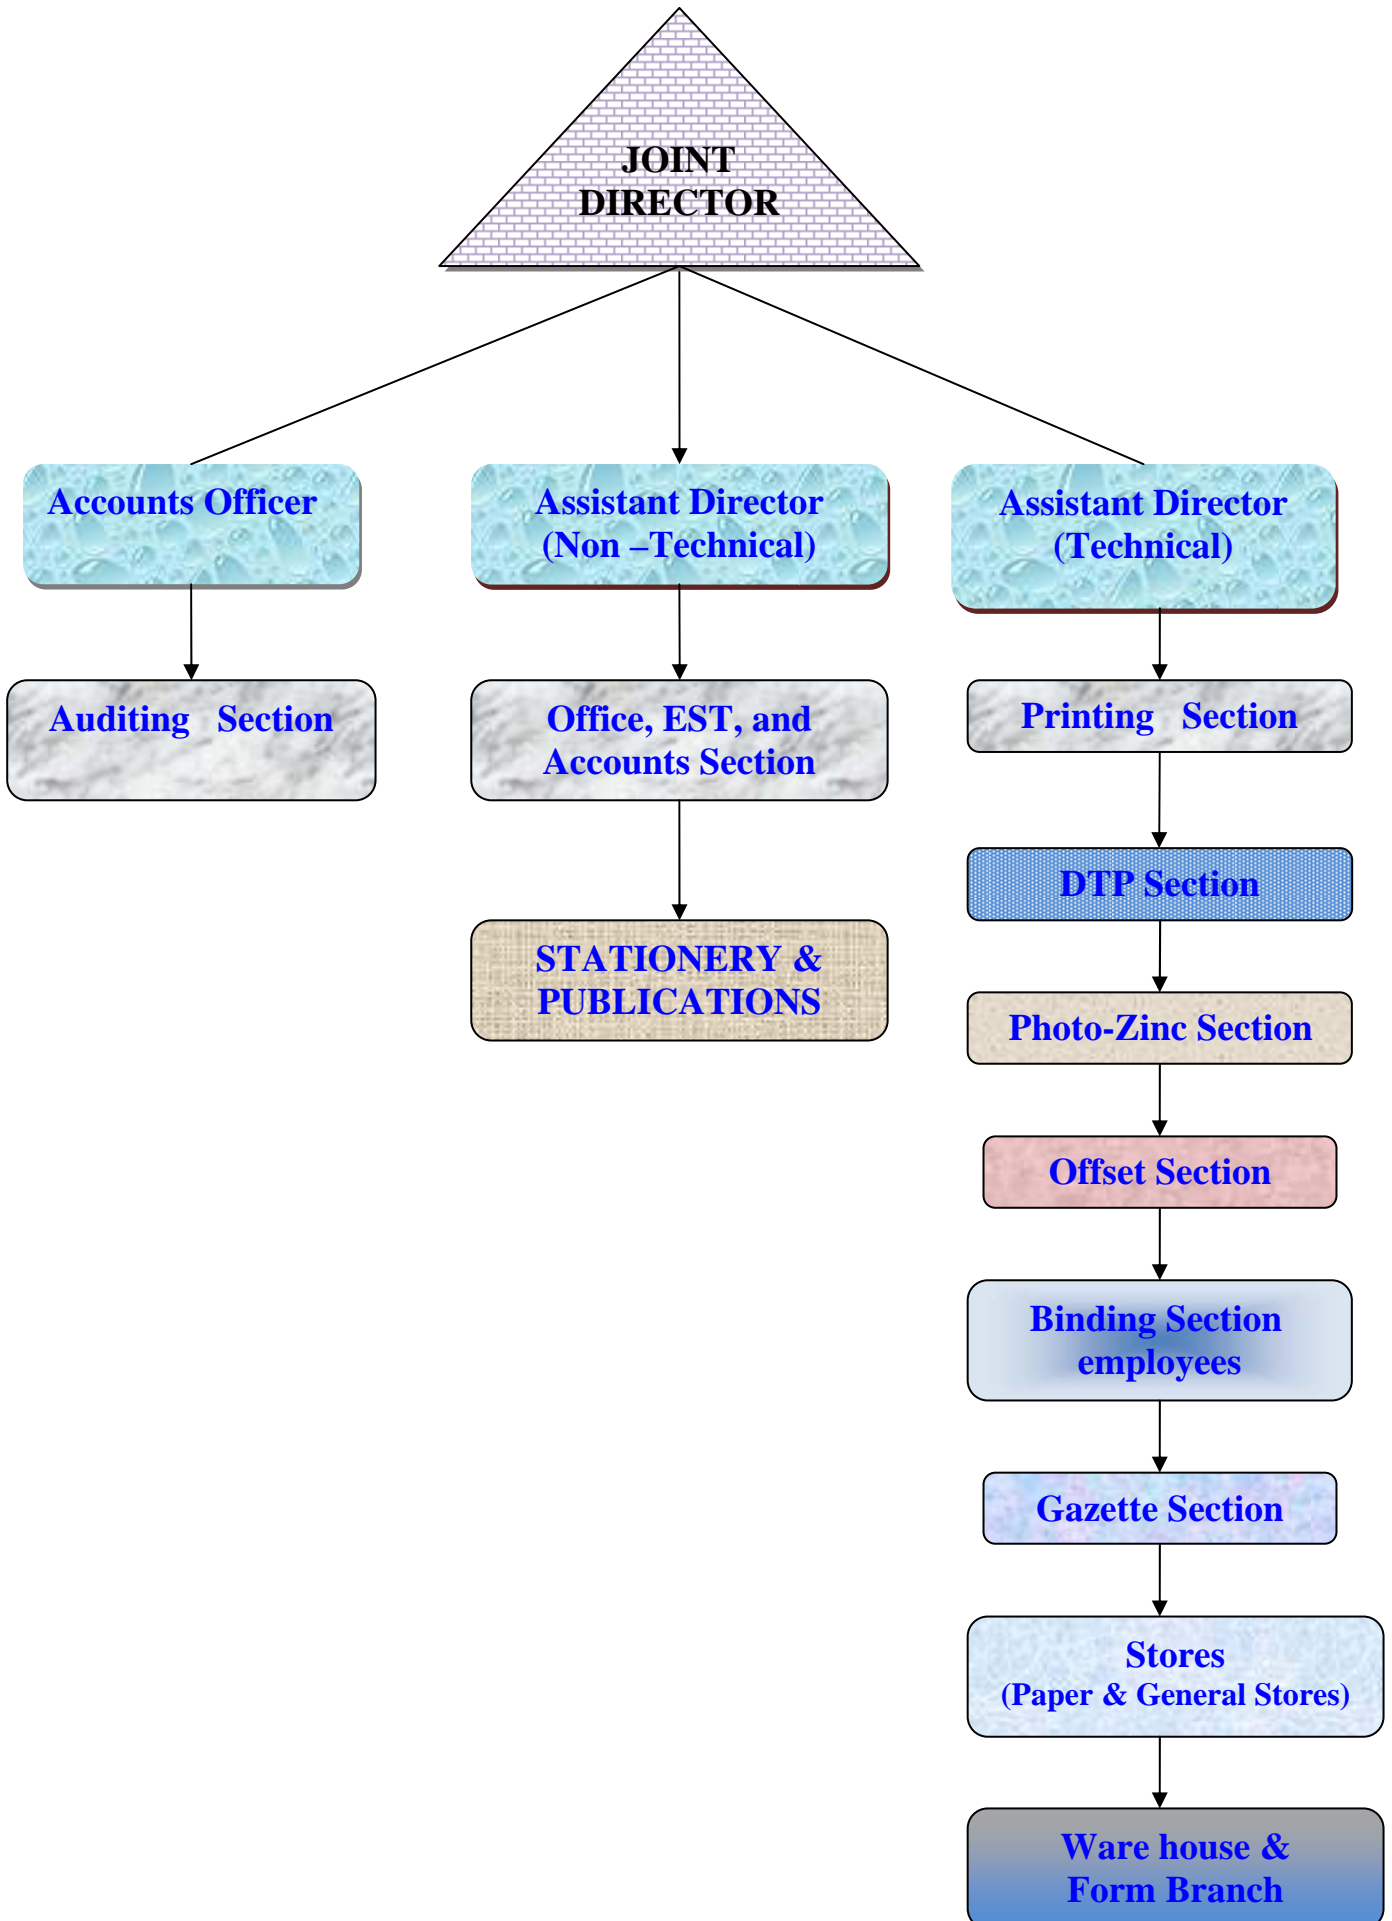 JOINT
DIRECTOR
Accounts Officer
Assistant Director
(Non –Technical)
Assistant Director
(Technical)
Auditing Section
Office, EST, and
Accounts Section
Printing Section
DTP Section
STATIONERY &
PUBLICATIONS
Photo-Zinc Section
Offset Section
Binding Section
employees
Gazette Section
Stores
(Paper & General Stores)
Ware house &
Form Branch